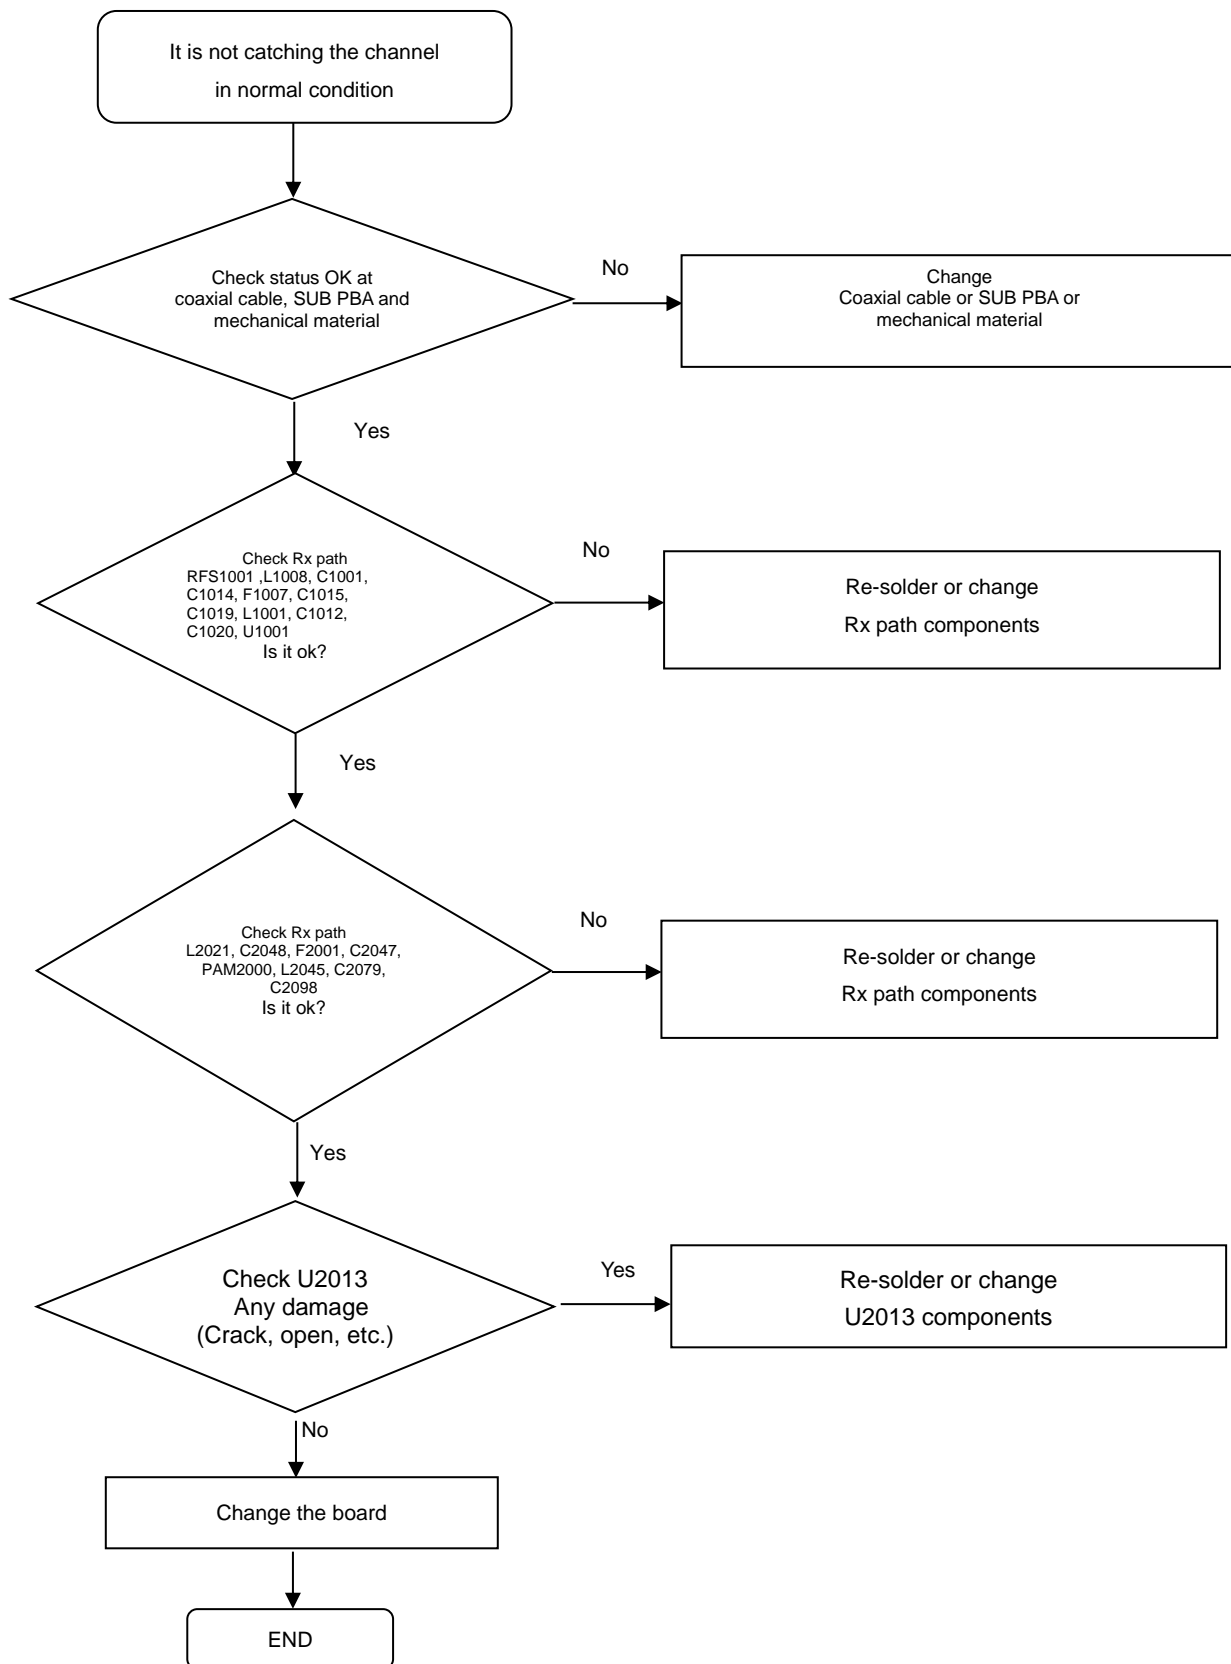 It is not catching the channel
in normal condition
Check status OK at
coaxial cable, SUB PBA and
mechanical material
No
Change
Coaxial cable or SUB PBA or
mechanical material
Yes
Check Rx path
RFS1001 ,L1008, C1001,
C1014, F1007, C1015,
C1019, L1001, C1012,
C1020, U1001
Is it ok?
No
Re-solder or change
Rx path components
Yes
Check Rx path
L2021, C2048, F2001, C2047,
PAM2000, L2045, C2079,
C2098
Is it ok?
No
Re-solder or change
Rx path components
Yes
Check U2013
Any damage
(Crack, open, etc.)
Yes
Re-solder or change
U2013 components
No
Change the board
END